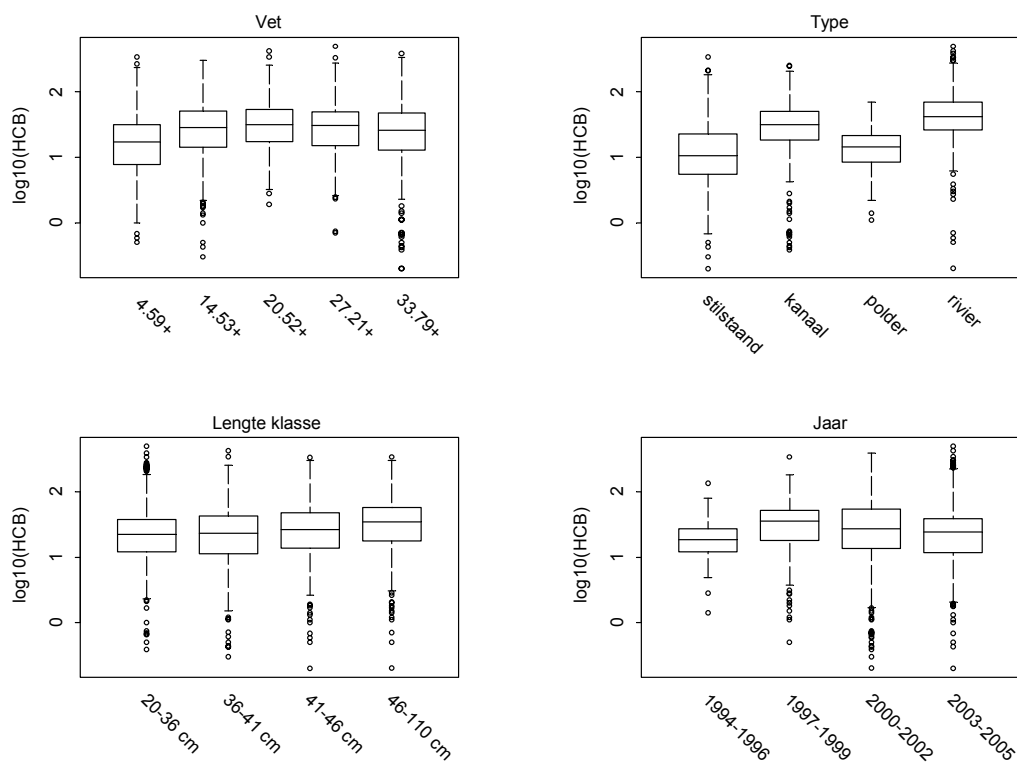 Vet
log10(HCB)
2
1
0
4.59+
14.53+
20.52+
27.21+
33.79+
Type
log10(HCB)
2
1
0
stilstaand
kanaal
polder
rivier
Lengte klasse
log10(HCB)
2
1
0
20-36 cm
36-41 cm
41-46 cm
46-110 cm
Jaar
log10(HCB)
2
1
0
1994-1996
1997-1999
2000-2002
2003-2005